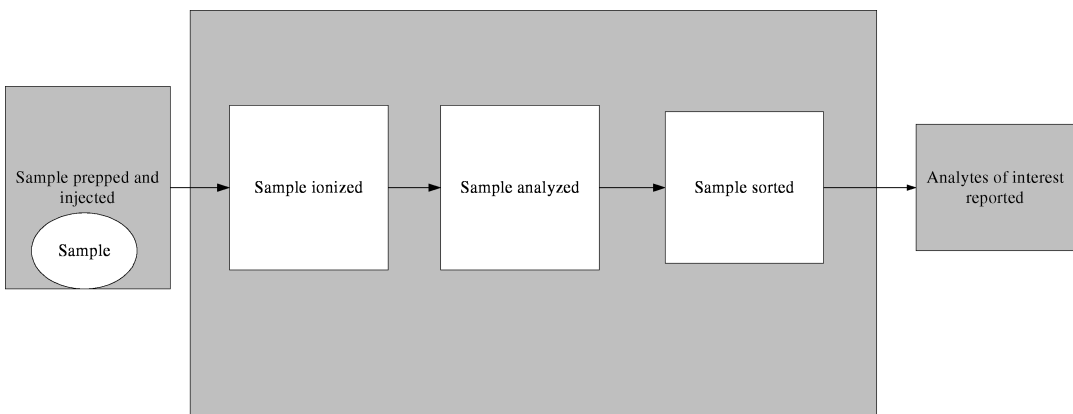 Sample prepped and
injected
Sample
Sample ionized
Sample analyzed
Sample sorted
Analytes of interest
reported